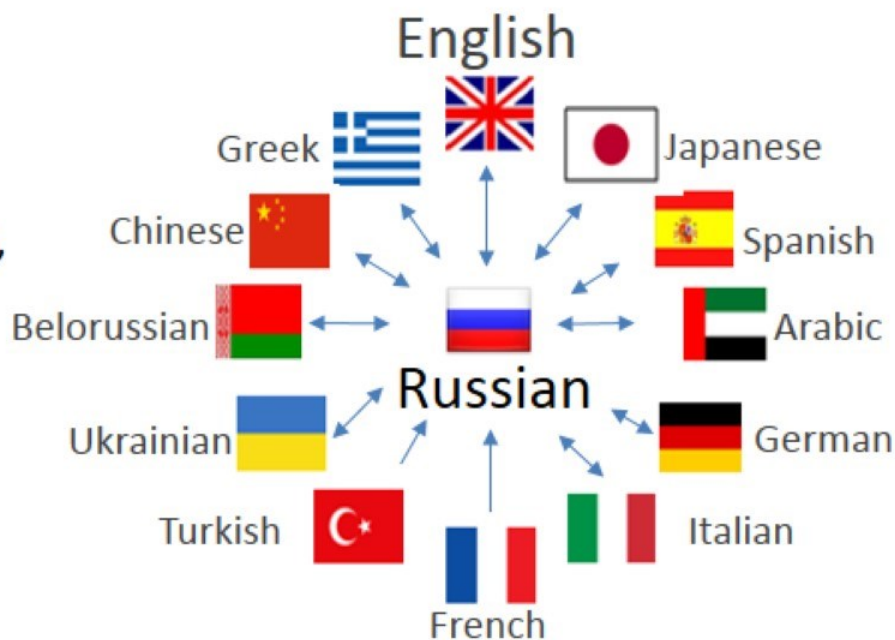 English
Greek
Japanese
Chinese
Spanish
,
Belorussian
Arabic
Russian
Ukrainian
German
Turkish
Italian
French